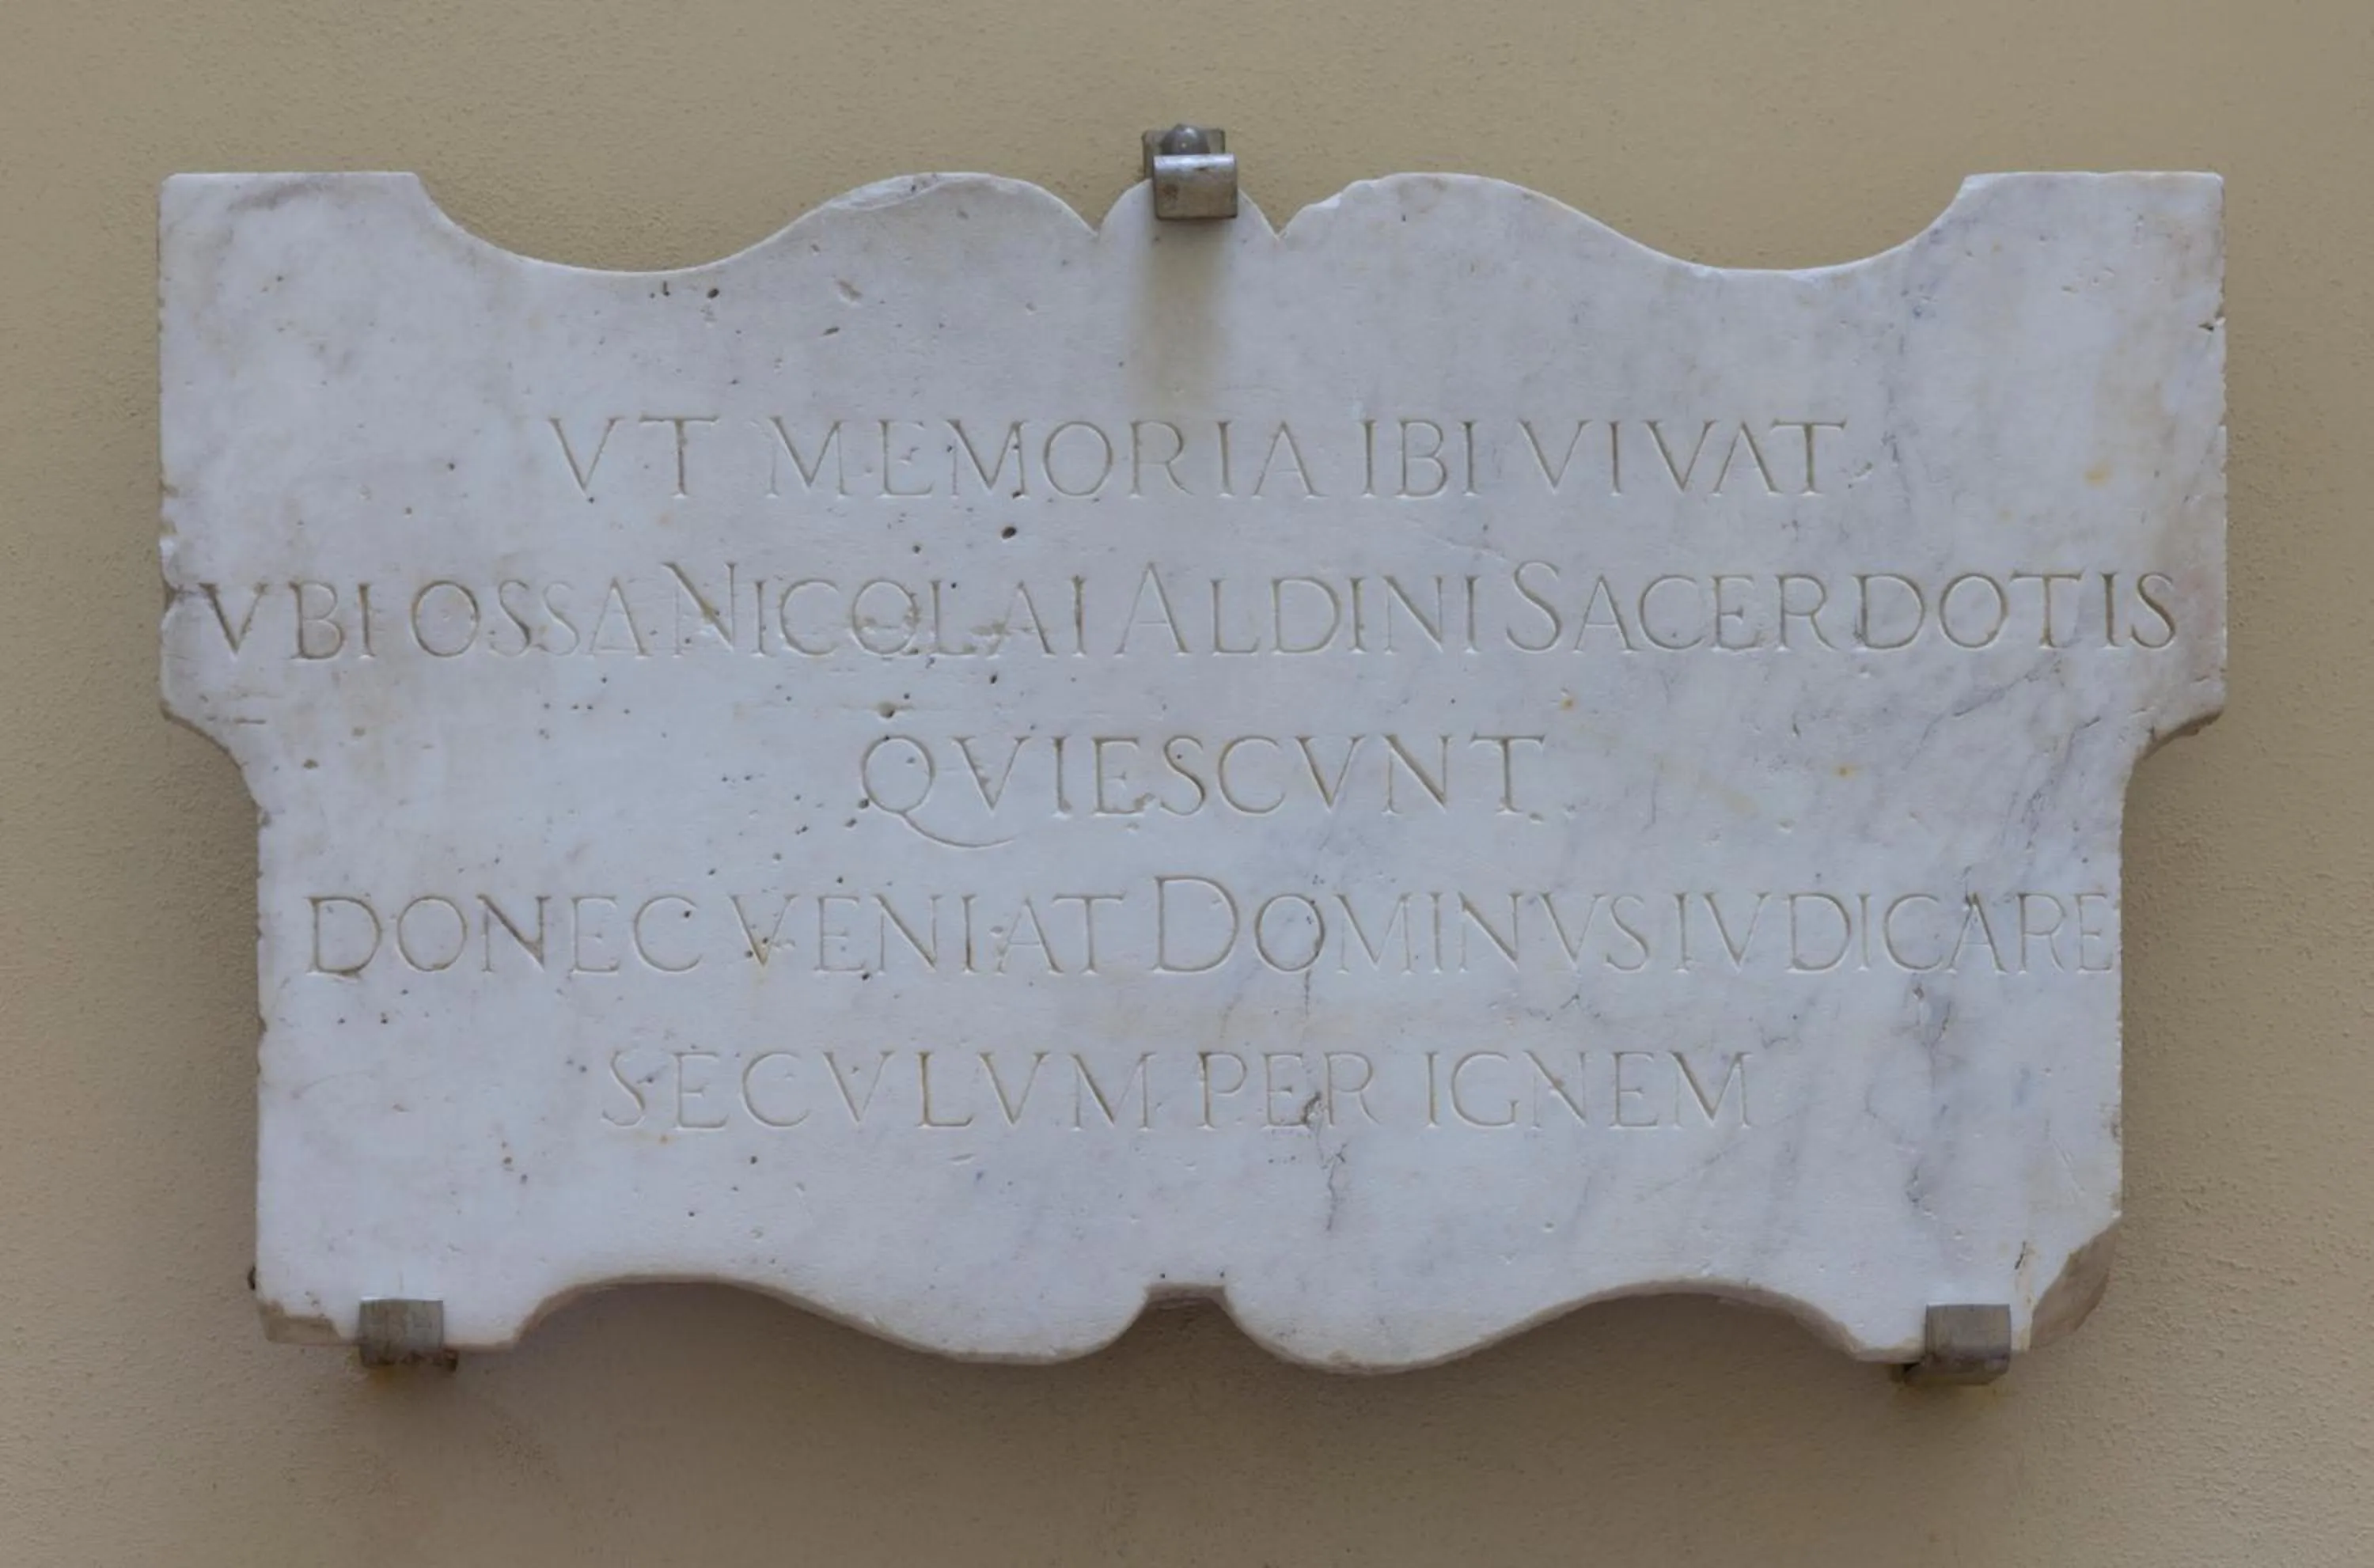 VT MEMORIA IBI VIVAT
VBI OSSA NICOLAI ALDINI SACERDOTIS
QVIESCVNT
DONEC VENIAT DOMINVS IVDICARE
SECVLVM PER IGNEM